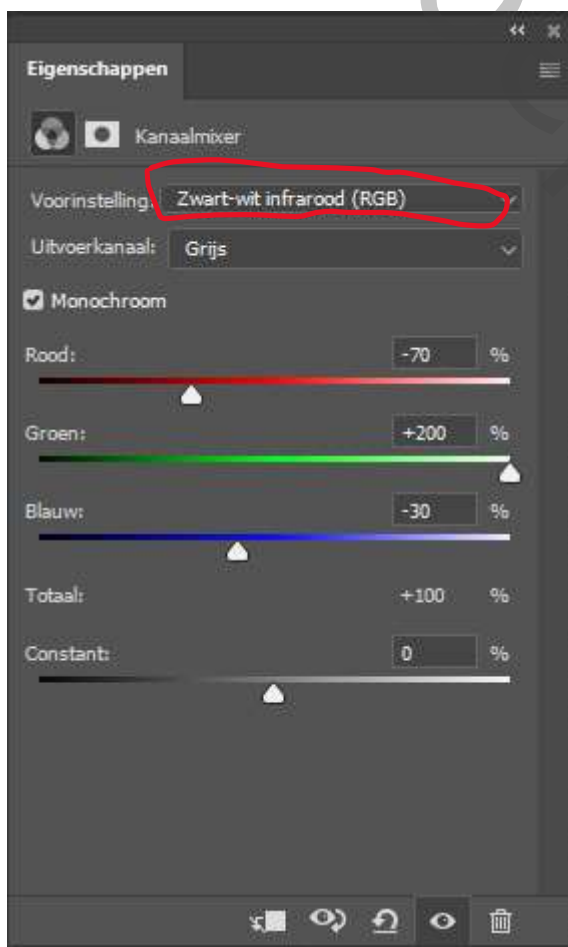 Eigenschappen
Kanaalmixer
Voorinstelling: Zwart-wit infrarood (RGB)
Uitvoerkanaal: Grijs
Monochroom
Rood: -70 %
Groen: +200 %
Blauw: -30 %
Totaal: +100 %
Constant: 0 %